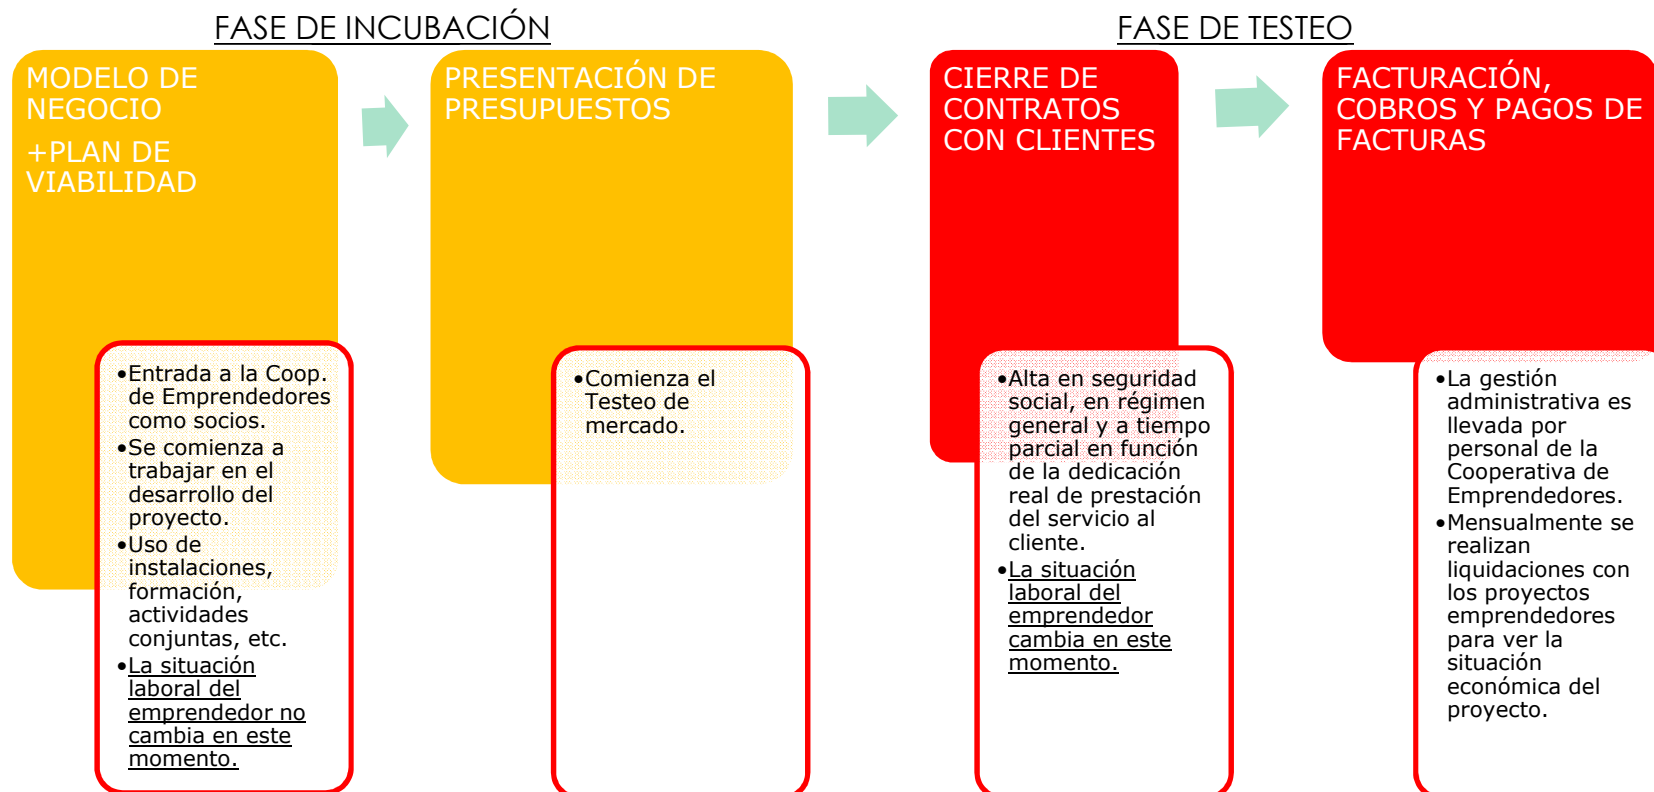 FASE DE INCUBACIÓN
FASE DE TESTEO
MODELO DE
NEGOCIO
+PLAN DE
VIABILIDAD
•Entrada a la Coop.
de Emprendedores
como socios.
•Se comienza a
trabajar en el
desarrollo del
proyecto.
•Uso de
instalaciones,
formación,
actividades
conjuntas, etc.
•La situación
laboral del
emprendedor no
cambia en este
momento.
PRESENTACIÓN DE
PRESUPUESTOS
•Comienza el
Testeo de
mercado.
CIERRE DE
CONTRATOS
CON CLIENTES
•Alta en seguridad
social, en régimen
general y a tiempo
parcial en función
de la dedicación
real de prestación
del servicio al
cliente.
•La situación
laboral del
emprendedor
cambia en este
momento.
FACTURACIÓN,
COBROS Y PAGOS DE
FACTURAS
•La gestión
administrativa es
llevada por
personal de la
Cooperativa de
Emprendedores.
•Mensualmente se
realizan
liquidaciones con
los proyectos
emprendedores
para ver la
situación
económica del
proyecto.